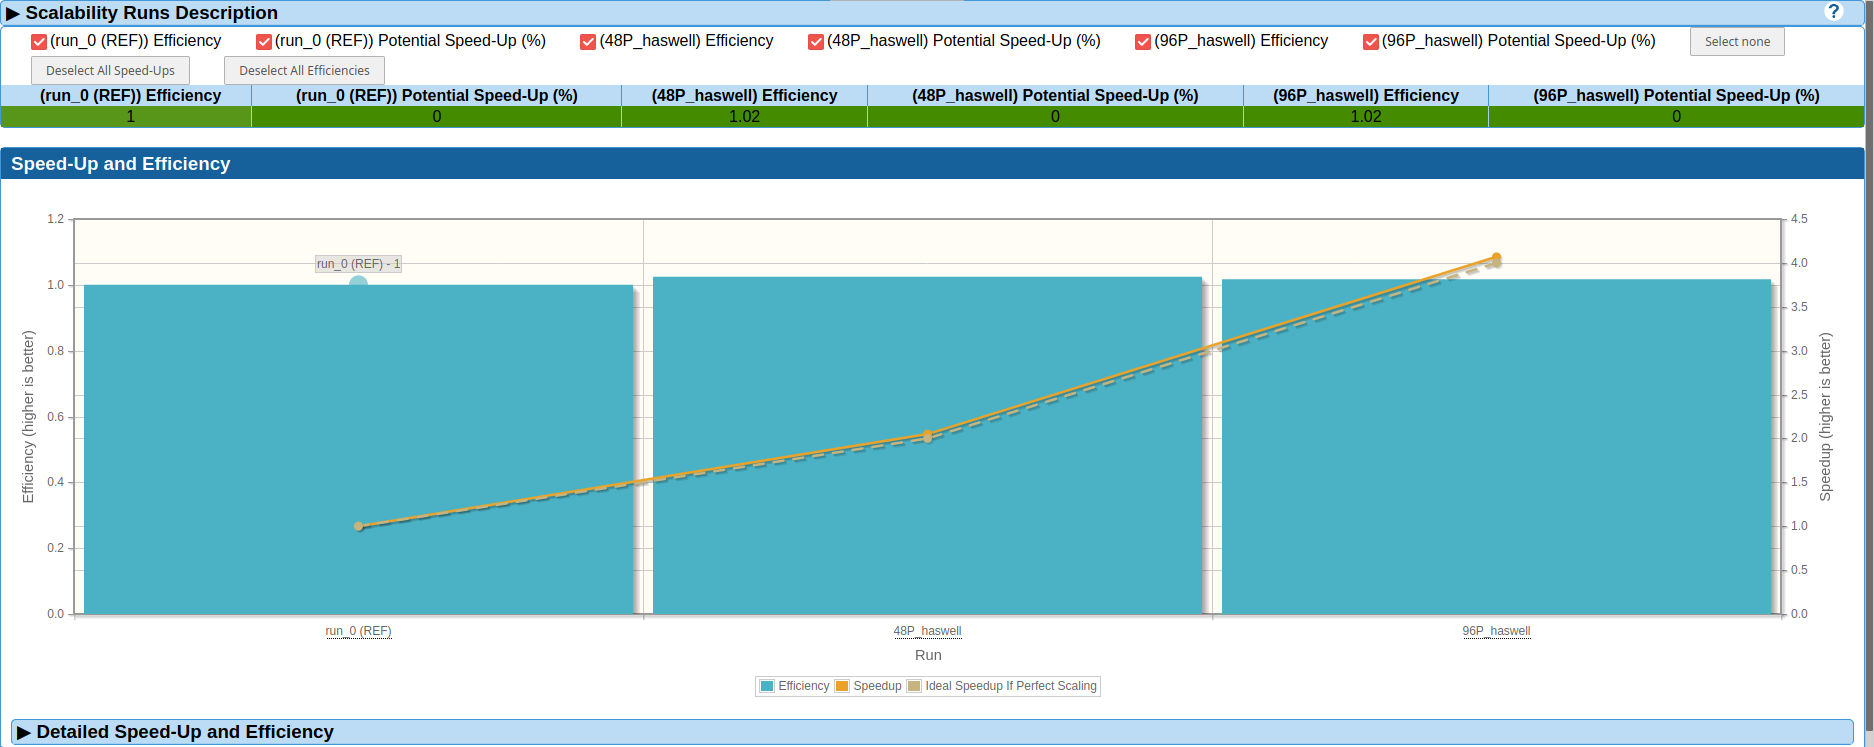 ▶ Scalability Runs Description ?
(run_0 (REF)) Efficiency (run_0 (REF)) Potential Speed-Up (%) (48P_haswell) Efficiency (48P_haswell) Potential Speed-Up (%) (96P_haswell) Efficiency (96P_haswell) Potential Speed-Up (%) Select none
Deselect All Speed-Ups Deselect All Efficiencies
(run_0 (REF)) Efficiency (run_0 (REF)) Potential Speed-Up (%) (48P_haswell) Efficiency (48P_haswell) Potential Speed-Up (%) (96P_haswell) Efficiency (96P_haswell) Potential Speed-Up (%)
1 0 1.02 0 1.02 0
Speed-Up and Efficiency
Efficiency (higher is better)
1.2
1.0
0.8
0.6
0.4
0.2
0.0
run_0 (REF) - 1
4.5
4.0
3.5
3.0
2.5
2.0
1.5
1.0
0.5
0.0
Speedup (higher is better)
run_0 (REF) 48P_haswell 96P_haswell
Run
Efficiency Speedup Ideal Speedup If Perfect Scaling
▶ Detailed Speed-Up and Efficiency